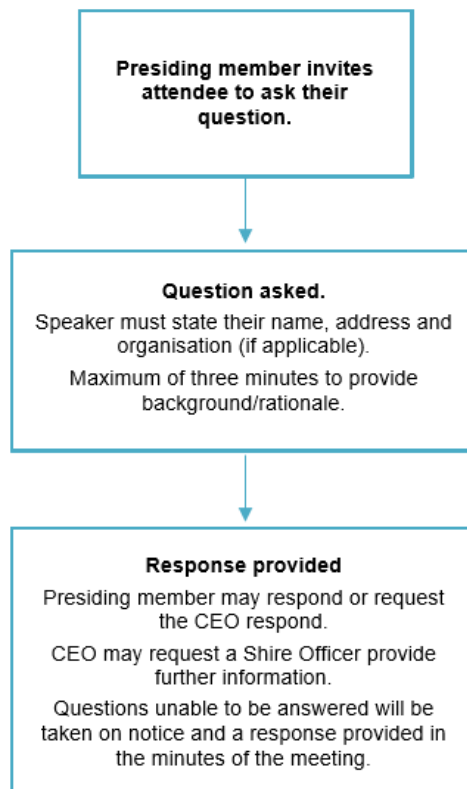 Presiding member invites
attendee to ask their
question.
Question asked.
Speaker must state their name, address and
organisation (if applicable).
Maximum of three minutes to provide
background/rationale.
Response provided
Presiding member may respond or request
the CEO respond.
CEO may request a Shire Officer provide
further information.
Questions unable to be answered will be
taken on notice and a response provided in
the minutes of the meeting.